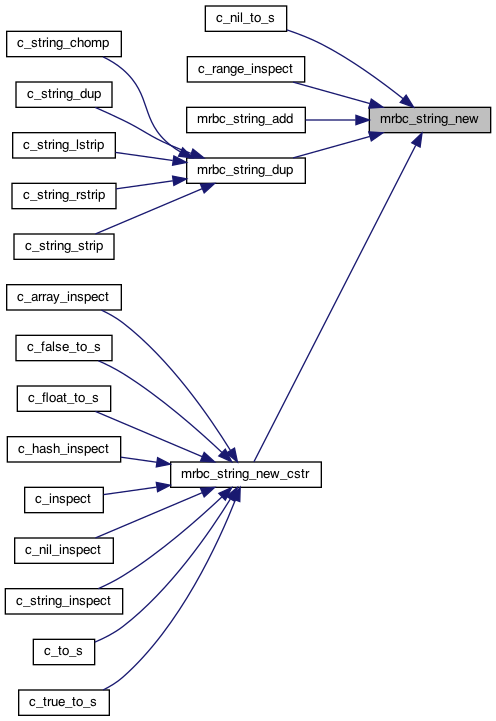 c_nil_to_s
c_string_chomp
c_range_inspect
c_string_dup
mrbc_string_add
mrbc_string_new
c_string_lstrip
mrbc_string_dup
c_string_rstrip
c_string_strip
c_array_inspect
c_false_to_s
c_float_to_s
c_hash_inspect
mrbc_string_new_cstr
c_inspect
c_nil_inspect
c_string_inspect
c_to_s
c_true_to_s